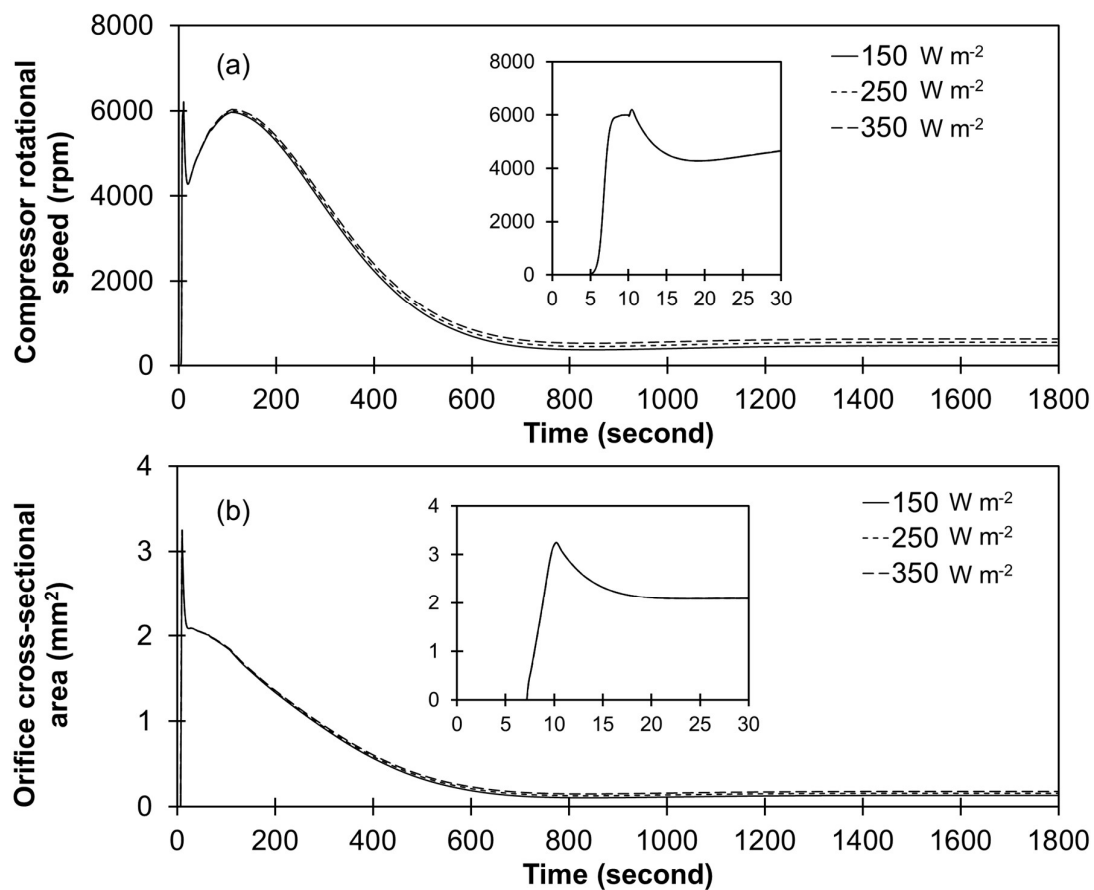 Compressor rotational
speed (rpm)
8000
6000
4000
2000
0
(a)
8000
6000
4000
2000
0
0 5 10 15 20 25 30
150 W m-2
250 W m-2
350 W m-2
0 200 400 600 800 1000 1200 1400 1600 1800
Time (second)
Orifice cross-sectional
area (mm2)
4
3
2
1
0
(b)
4
3
2
1
0
0 5 10 15 20 25 30
150 W m-2
250 W m-2
350 W m-2
0 200 400 600 800 1000 1200 1400 1600 1800
Time (second)